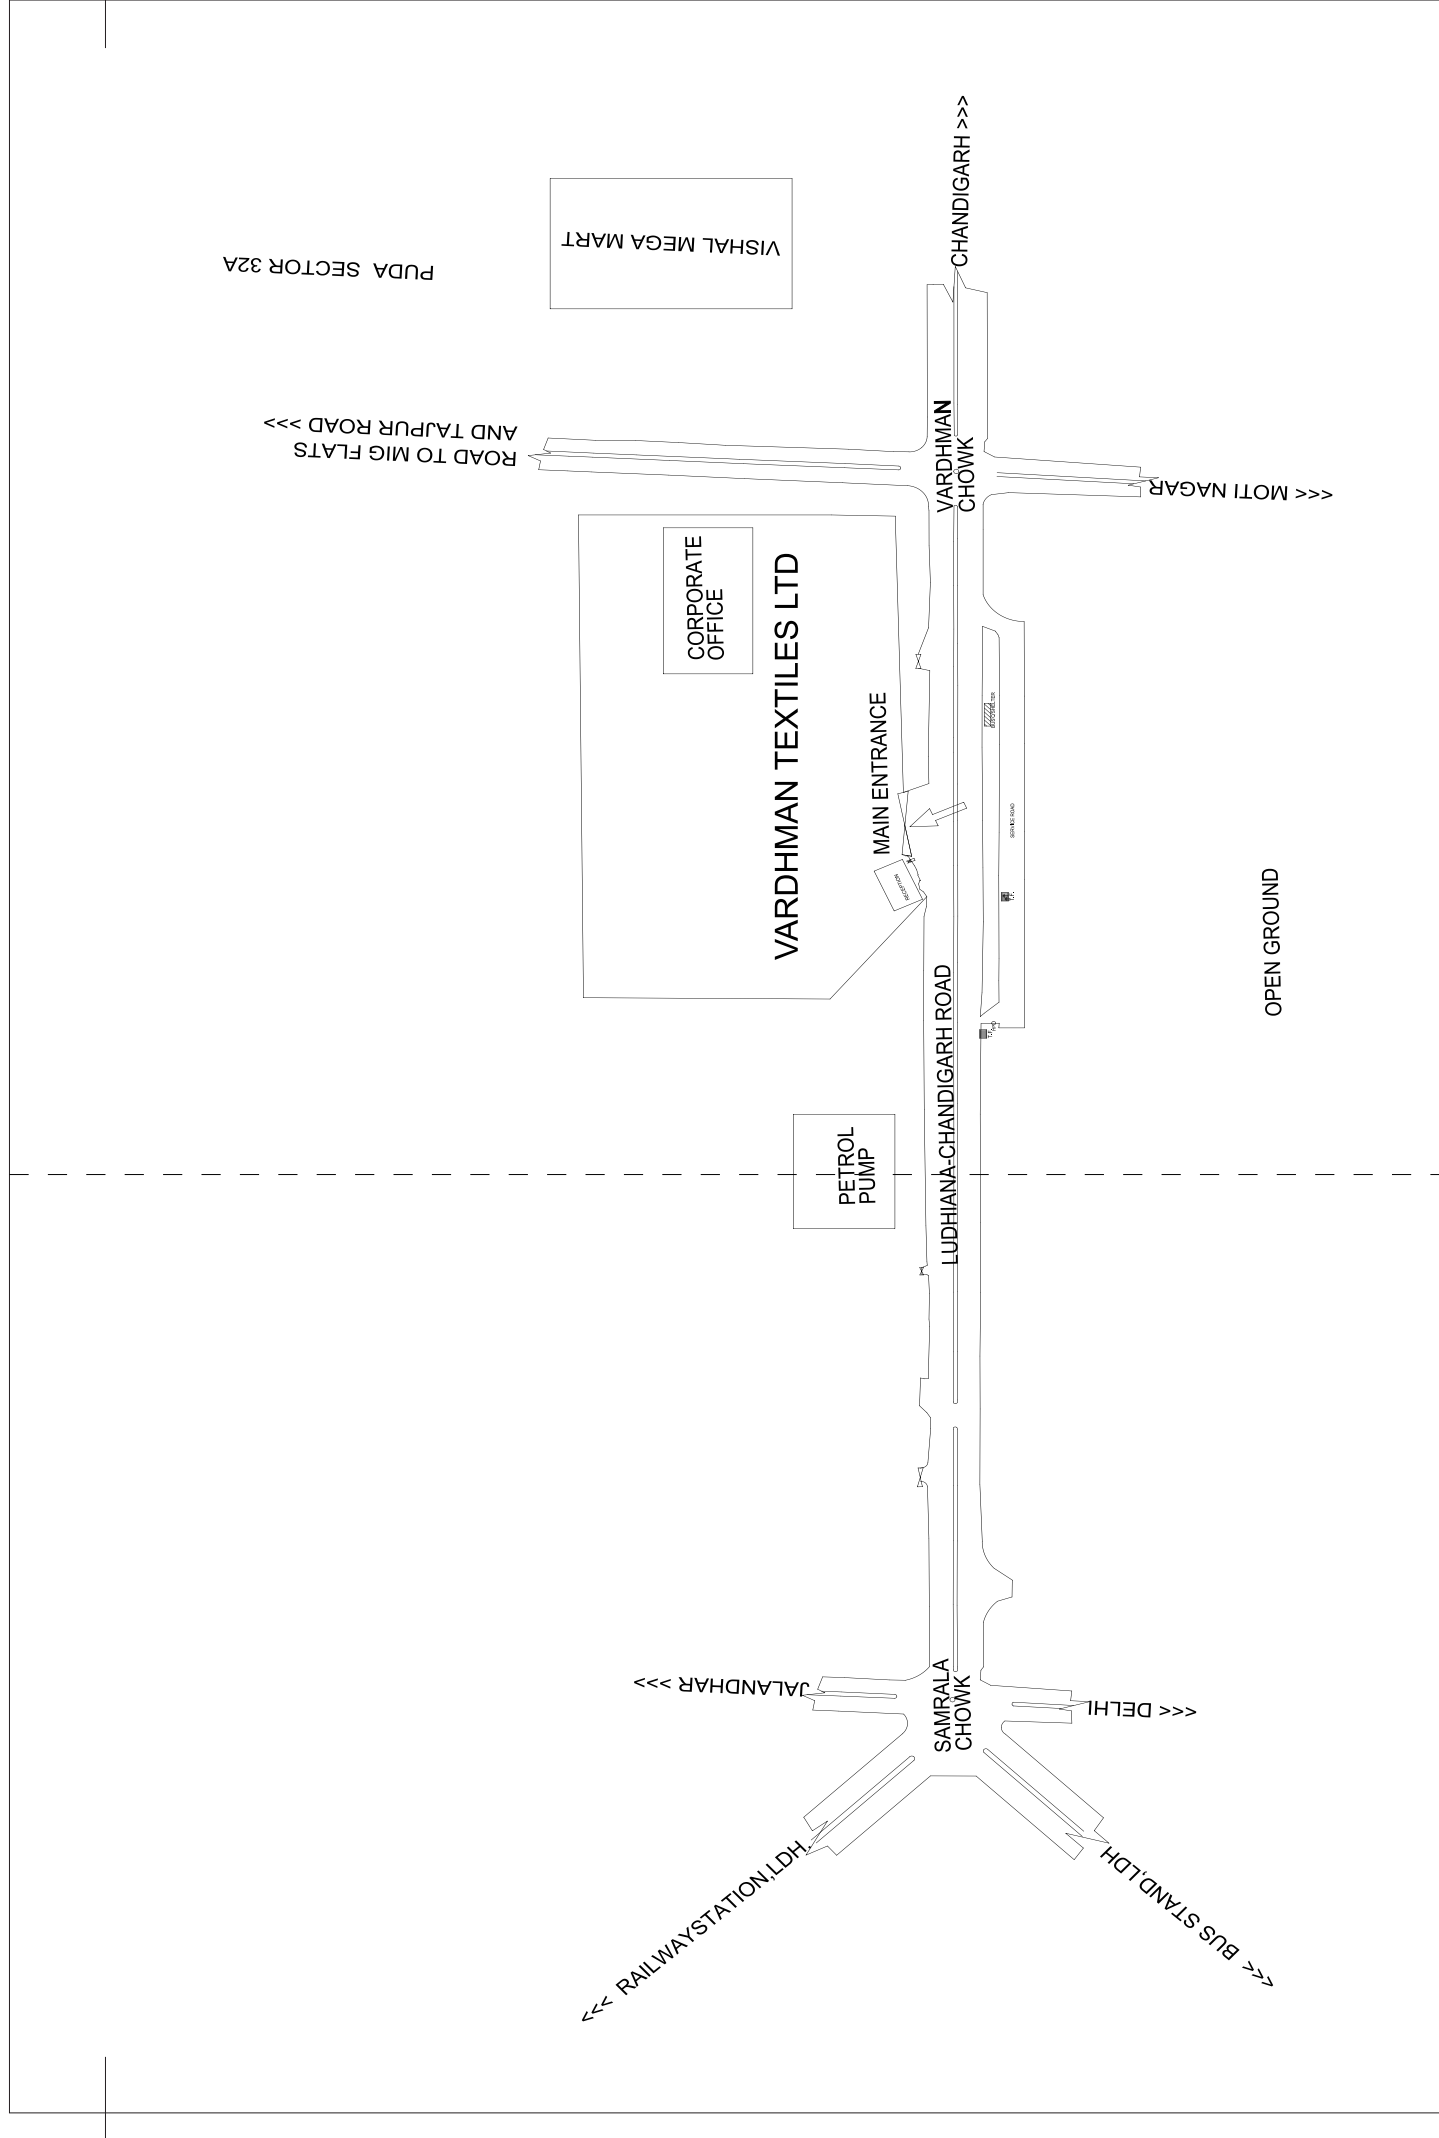 CHANDIGARH >>>
VISHAL MEGA MART
PUDA SECTOR 32A
ROAD TO MIG FLATS
AND TAJPUR ROAD >>>
VARDHMAN
CHOWK
<<< MOTI NAGAR
CORPORATE
OFFICE
VARDHMAN TEXTILES LTD
MAIN ENTRANCE
RECEPTION
SERVICE ROAD
T.F.
T.F.
OPEN GROUND
LUDHIANA-CHANDIGARH ROAD
PETROL
PUMP
JALANDHAR >>>
SAMRALA
CHOWK
<<< DELHI
<<< RAILWAYSTATION,LDH.
<<< BUS STAND,LDH